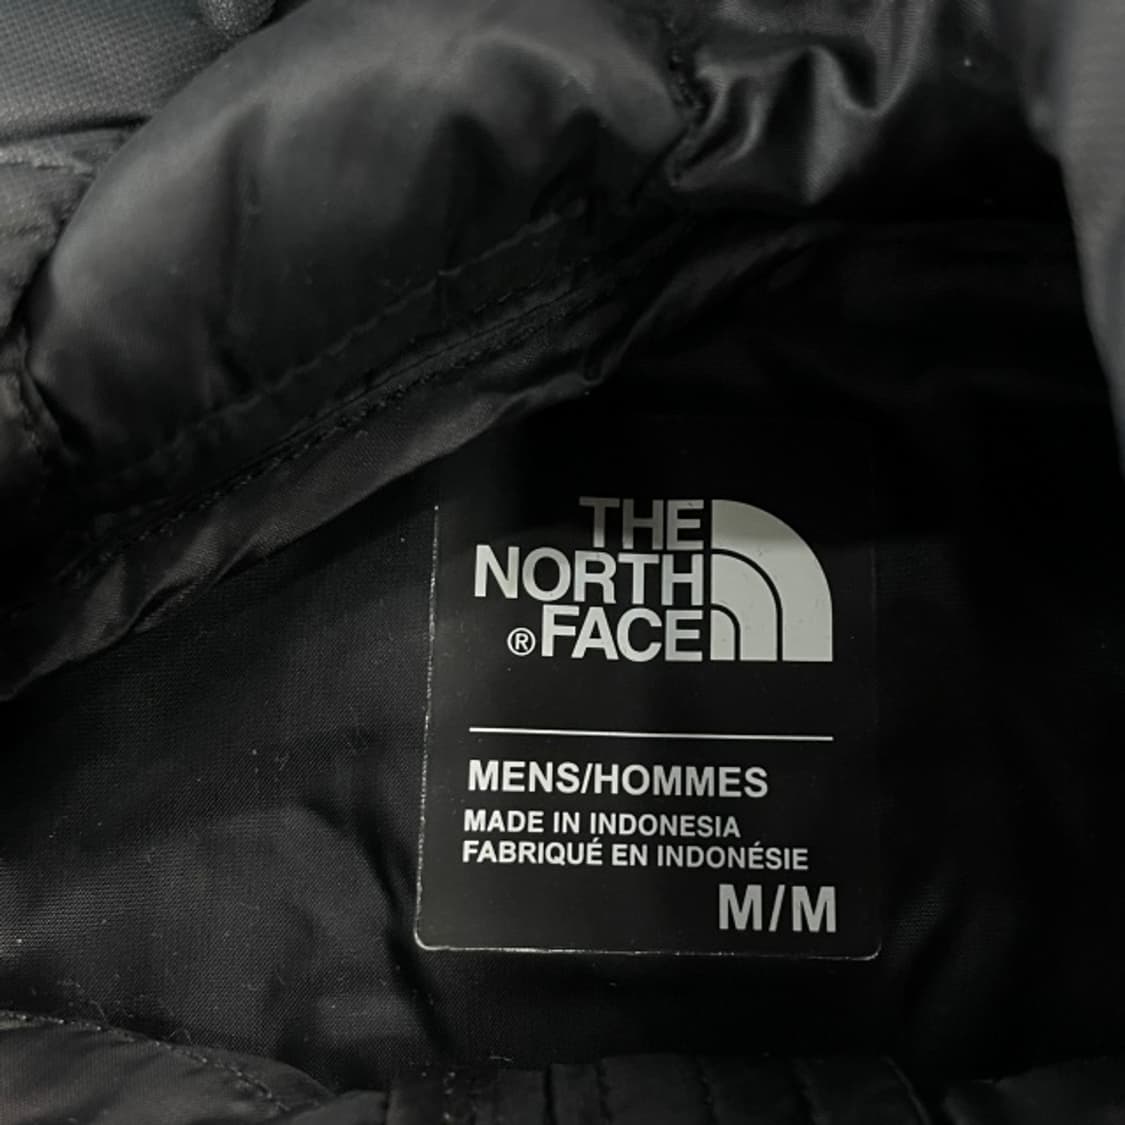 THE
NORTH
®FACE
MENS/HOMMES
MADE IN INDONESIA
FABRIQUÉ EN INDONÉSIE
M/M